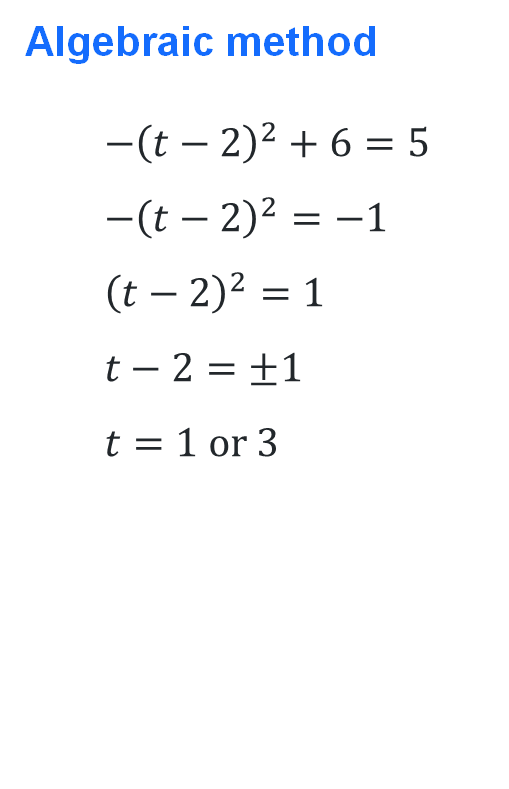 Algebraic method
−(t − 2)² + 6 = 5
−(t − 2)² = −1
(t − 2)² = 1
t − 2 = ±1
t = 1 or 3